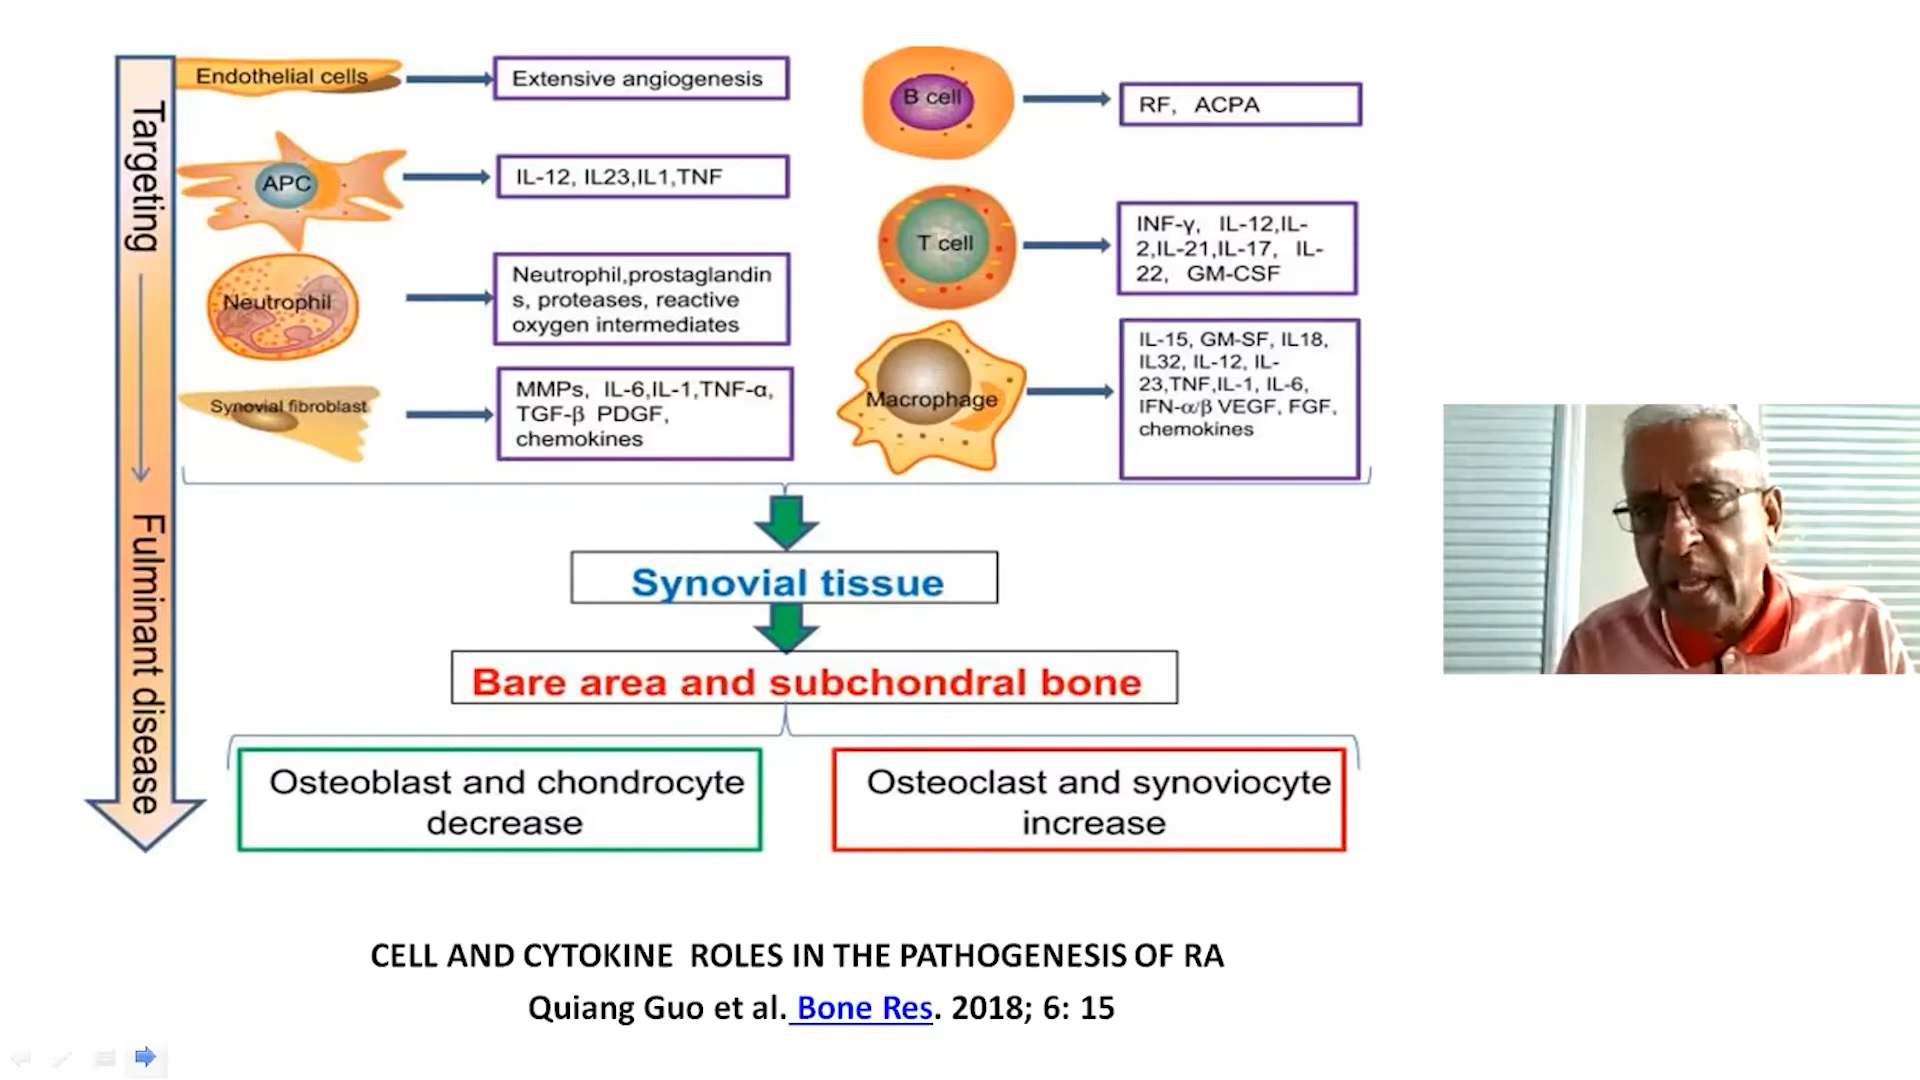 Targeting
Fulminant disease
Endothelial cells
Extensive angiogenesis
APC
IL-12, IL23,IL1,TNF
Neutrophil
Neutrophil,prostaglandin
s, proteases, reactive
oxygen intermediates
Synovial fibroblast
MMPs, IL-6,IL-1,TNF-α,
TGF-β PDGF,
chemokines
B cell
RF, ACPA
T cell
INF-γ, IL-12,IL-
2,IL-21,IL-17, IL-
22, GM-CSF
Macrophage
IL-15, GM-SF, IL18,
IL32, IL-12, IL-
23,TNF,IL-1, IL-6,
IFN-α/β VEGF, FGF,
chemokines
Synovial tissue
Bare area and subchondral bone
Osteoblast and chondrocyte
decrease
Osteoclast and synoviocyte
increase
CELL AND CYTOKINE ROLES IN THE PATHOGENESIS OF RA
Quiang Guo et al. Bone Res. 2018; 6: 15